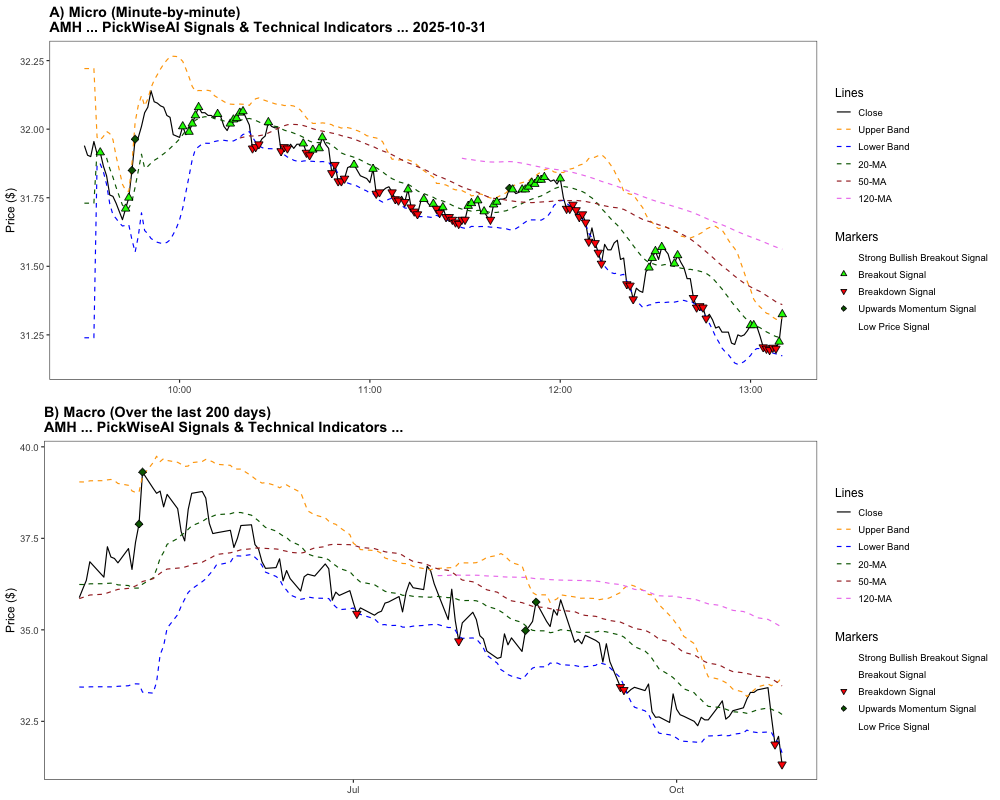 A) Micro (Minute-by-minute)
AMH ... PickWiseAI Signals & Technical Indicators ... 2025-10-31
Price ($)
32.25
32.00
31.75
31.50
31.25
10:00
11:00
12:00
13:00
Lines
Close
Upper Band
Lower Band
20-MA
50-MA
120-MA
Markers
Strong Bullish Breakout Signal
Breakout Signal
Breakdown Signal
Upwards Momentum Signal
Low Price Signal
B) Macro (Over the last 200 days)
AMH ... PickWiseAI Signals & Technical Indicators ...
Price ($)
40.0
37.5
35.0
32.5
Jul
Oct
Lines
Close
Upper Band
Lower Band
20-MA
50-MA
120-MA
Markers
Strong Bullish Breakout Signal
Breakout Signal
Breakdown Signal
Upwards Momentum Signal
Low Price Signal